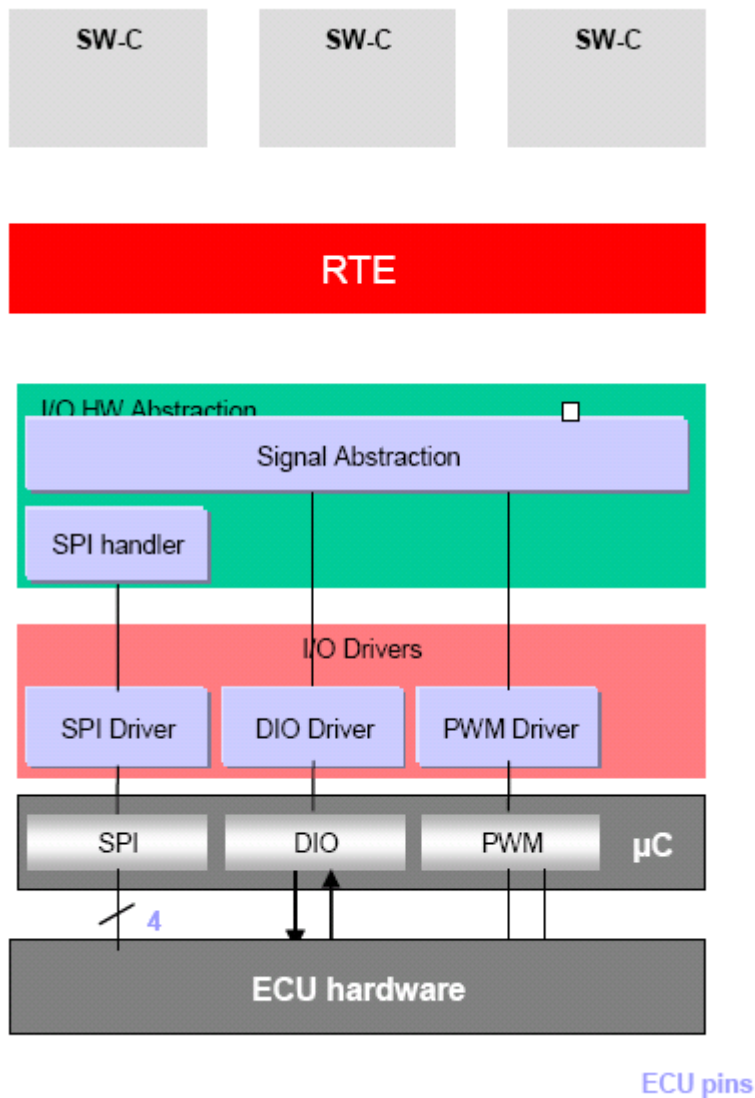 SW-C SW-C SW-C
RTE
I/O HW Abstraction
Signal Abstraction
SPI handler
I/O Drivers
SPI Driver DIO Driver PWM Driver
SPI DIO PWM µC
4
ECU hardware
ECU pins